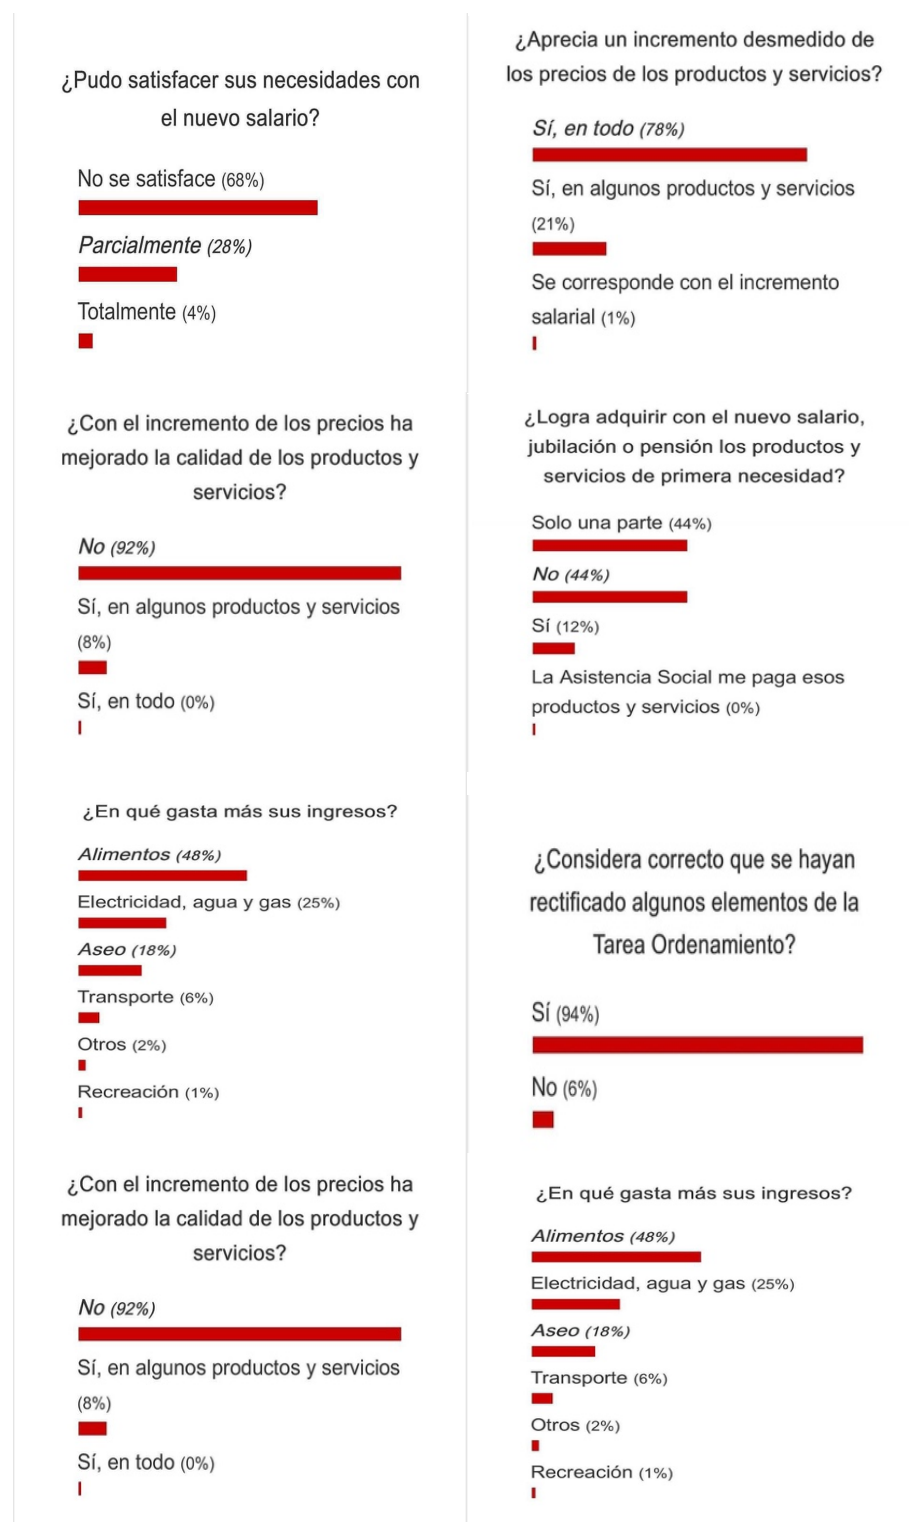 ¿Pudo satisfacer sus necesidades con
el nuevo salario?
No se satisface (68%)
Parcialmente (28%)
Totalmente (4%)
¿Aprecia un incremento desmedido de
los precios de los productos y servicios?
Sí, en todo (78%)
Sí, en algunos productos y servicios
(21%)
Se corresponde con el incremento
salarial (1%)
¿Con el incremento de los precios ha
mejorado la calidad de los productos y
servicios?
No (92%)
Sí, en algunos productos y servicios
(8%)
Sí, en todo (0%)
¿Logra adquirir con el nuevo salario,
jubilación o pensión los productos y
servicios de primera necesidad?
Solo una parte (44%)
No (44%)
Sí (12%)
La Asistencia Social me paga esos
productos y servicios (0%)
¿En qué gasta más sus ingresos?
Alimentos (48%)
Electricidad, agua y gas (25%)
Aseo (18%)
Transporte (6%)
Otros (2%)
Recreación (1%)
¿Considera correcto que se hayan
rectificado algunos elementos de la
Tarea Ordenamiento?
Sí (94%)
No (6%)
¿Con el incremento de los precios ha
mejorado la calidad de los productos y
servicios?
No (92%)
Sí, en algunos productos y servicios
(8%)
Sí, en todo (0%)
¿En qué gasta más sus ingresos?
Alimentos (48%)
Electricidad, agua y gas (25%)
Aseo (18%)
Transporte (6%)
Otros (2%)
Recreación (1%)